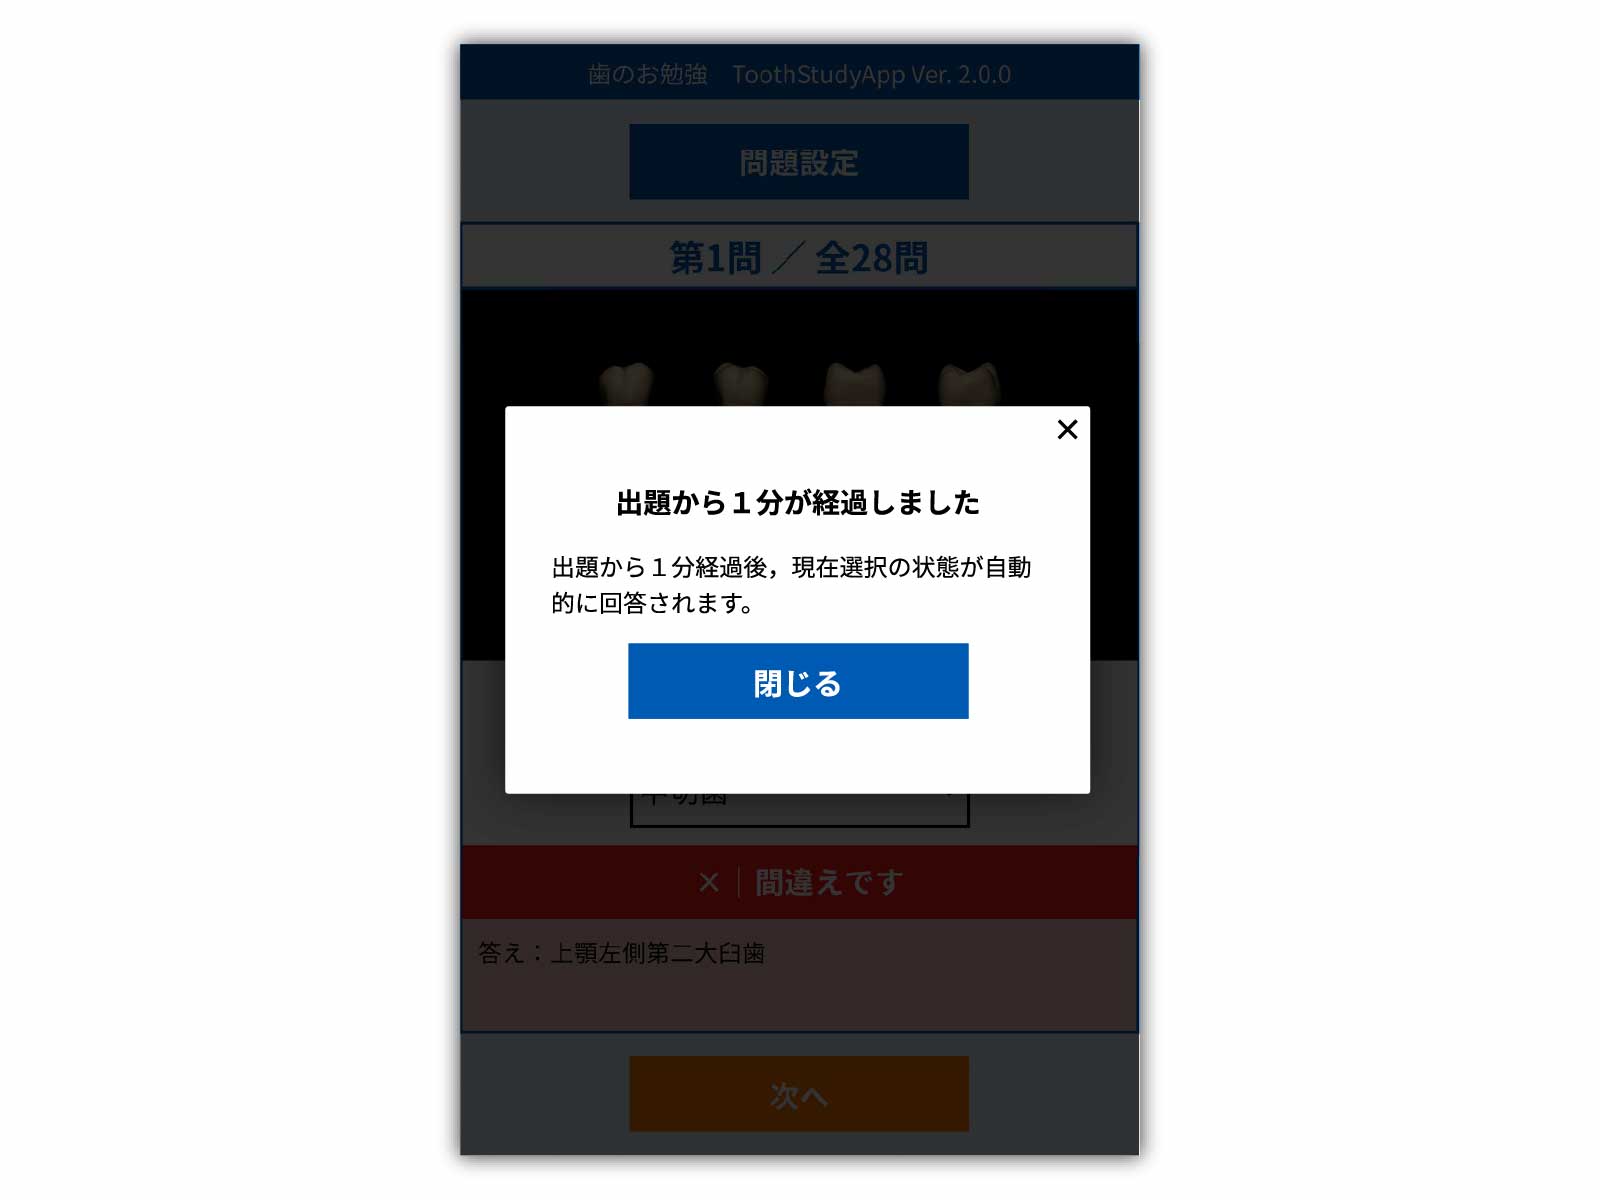 歯のお勉強　ToothStudyApp Ver. 2.0.0
問題設定
第1問 ／ 全28問
出題から１分が経過しました
出題から１分経過後，現在選択の状態が自動
的に回答されます。
閉じる
中切歯
×｜間違えです
答え：上顎左側第二大臼歯
次へ